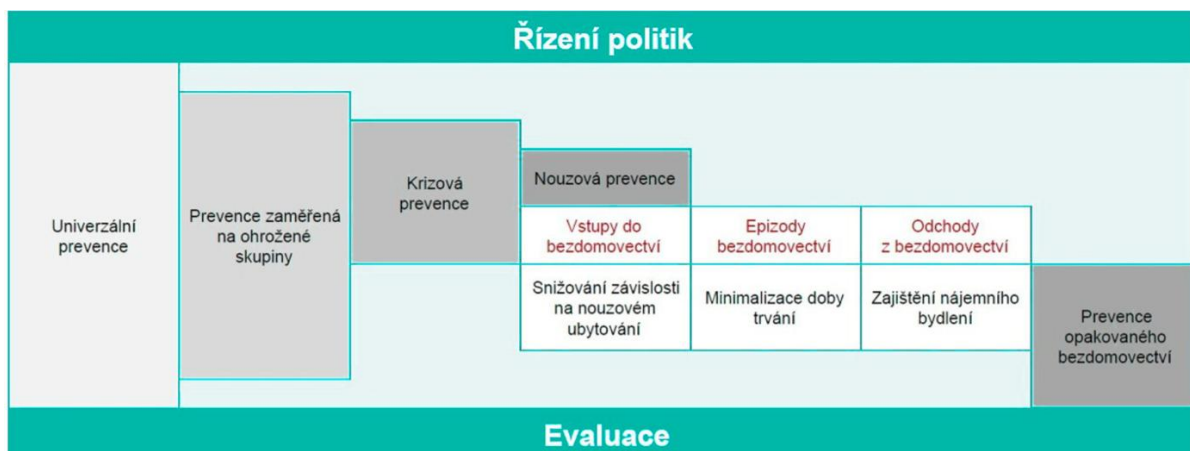 Řízení politik
Univerzální
prevence
Prevence zaměřená
na ohrožené
skupiny
Krizová
prevence
Nouzová prevence
Vstupy do
bezdomovectví
Epizody
bezdomovectví
Odchody
z bezdomovectví
Snižování závislosti
na nouzovém
ubytování
Minimalizace doby
trvání
Zajištění nájemního
bydlení
Prevence
opakovaného
bezdomovectví
Evaluace